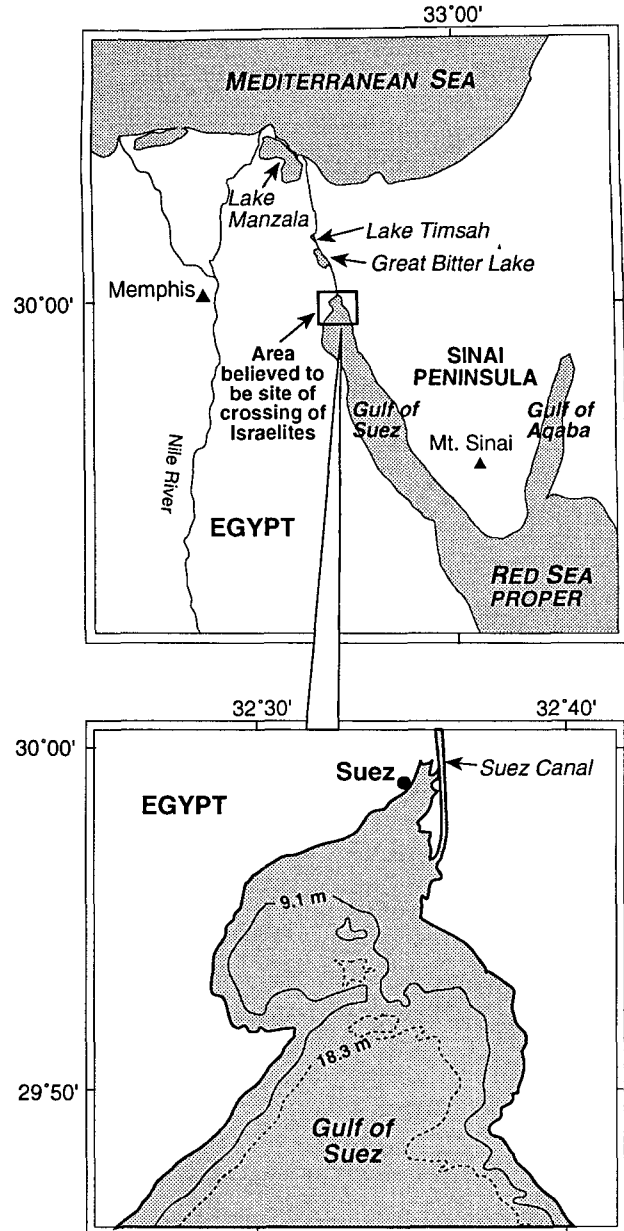 33°00'
MEDITERRANEAN SEA
Lake
Manzala
Lake Timsah
Great Bitter Lake
30°00'
Memphis
Area
believed to
be site of
crossing of
Israelites
SINAI
PENINSULA
Gulf of
Suez
Gulf of
Aqaba
Mt. Sinai
Nile River
EGYPT
RED SEA
PROPER
32°30'
32°40'
30°00'
Suez
Suez Canal
EGYPT
9.1 m
18.3 m
29°50'
Gulf of
Suez